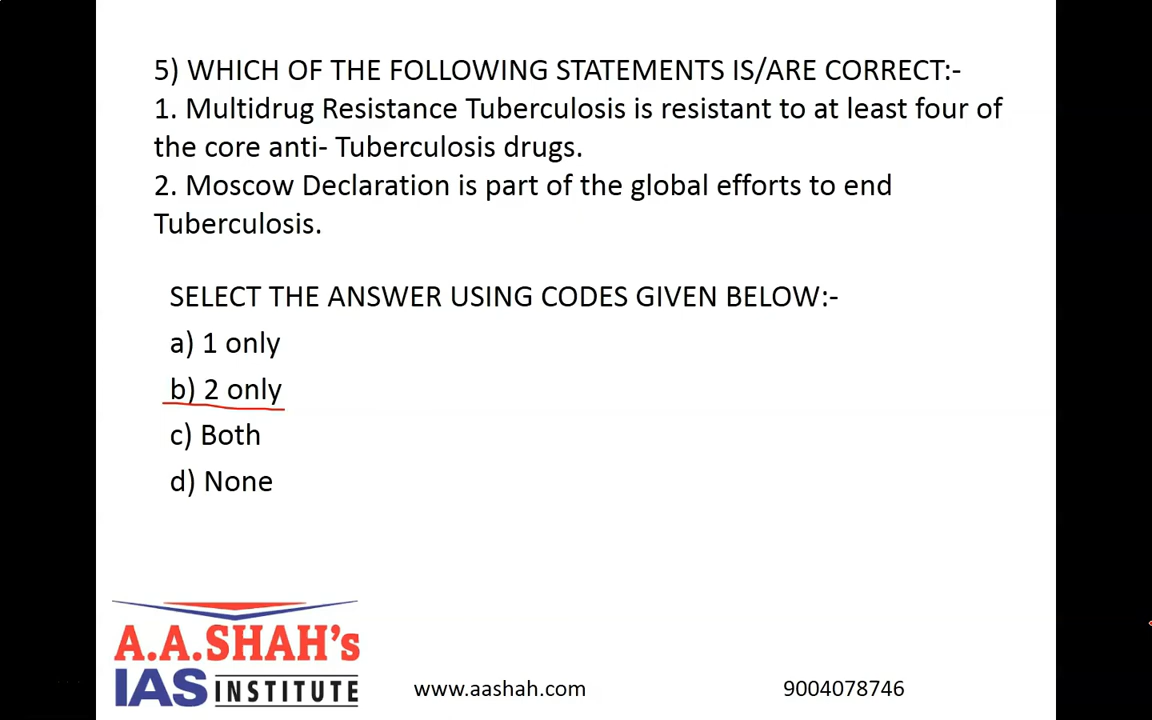 5) WHICH OF THE FOLLOWING STATEMENTS IS/ARE CORRECT:-
1. Multidrug Resistance Tuberculosis is resistant to at least four of
the core anti- Tuberculosis drugs.
2. Moscow Declaration is part of the global efforts to end
Tuberculosis.
SELECT THE ANSWER USING CODES GIVEN BELOW:-
a) 1 only
b) 2 only
c) Both
d) None
A.A.SHAH's
IAS INSTITUTE
www.aashah.com
9004078746